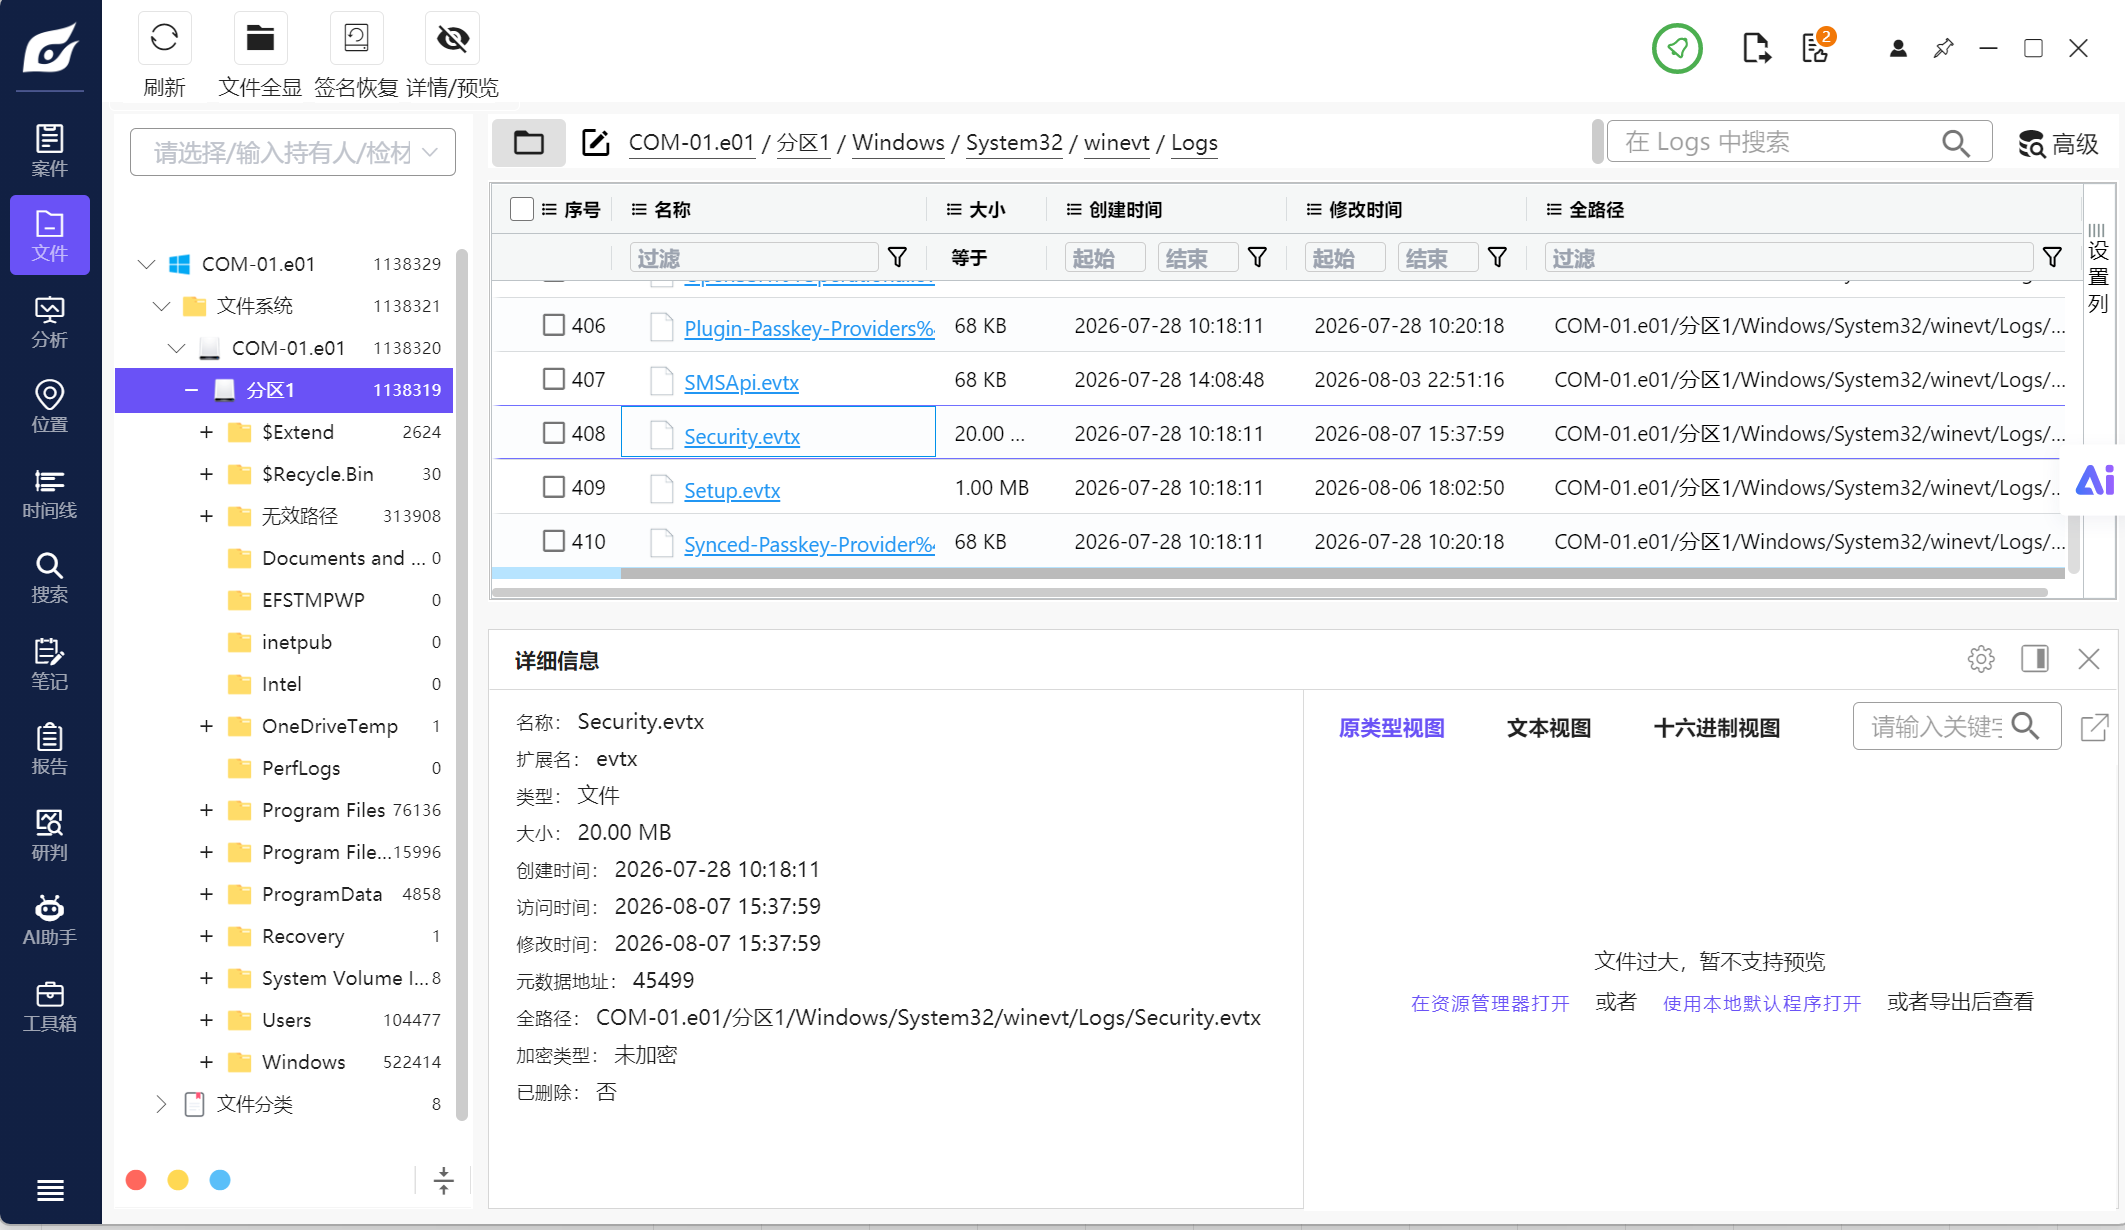 刷新
文件全显
签名恢复
详情/预览
2
案件
文件
分析
位置
时间线
搜索
笔记
报告
研判
AI助手
工具箱
请选择/输入持有人/检材
COM-01.e01 1138329
文件系统 1138321
COM-01.e01 1138320
分区1 1138319
$Extend 2624
$Recycle.Bin 30
无效路径 313908
Documents and ... 0
EFSTMPWP 0
inetpub 0
Intel 0
OneDriveTemp 1
PerfLogs 0
Program Files 76136
Program File... 15996
ProgramData 4858
Recovery 1
System Volume I... 8
Users 104477
Windows 522414
文件分类 8
COM-01.e01 / 分区1 / Windows / System32 / winevt / Logs
在 Logs 中搜索
高级
序号 名称 大小 创建时间 修改时间 全路径
过滤 等于 起始 结束 起始 结束 过滤
406 Plugin-Passkey-Providers% 68 KB 2026-07-28 10:18:11 2026-07-28 10:20:18 COM-01.e01/分区1/Windows/System32/winevt/Logs/...
407 SMSApi.evtx 68 KB 2026-07-28 14:08:48 2026-08-03 22:51:16 COM-01.e01/分区1/Windows/System32/winevt/Logs/...
408 Security.evtx 20.00 ... 2026-07-28 10:18:11 2026-08-07 15:37:59 COM-01.e01/分区1/Windows/System32/winevt/Logs/...
409 Setup.evtx 1.00 MB 2026-07-28 10:18:11 2026-08-06 18:02:50 COM-01.e01/分区1/Windows/System32/winevt/Logs/..
410 Synced-Passkey-Provider% 68 KB 2026-07-28 10:18:11 2026-07-28 10:20:18 COM-01.e01/分区1/Windows/System32/winevt/Logs/...
设置列
Ai
详细信息
名称： Security.evtx
扩展名： evtx
类型： 文件
大小： 20.00 MB
创建时间： 2026-07-28 10:18:11
访问时间： 2026-08-07 15:37:59
修改时间： 2026-08-07 15:37:59
元数据地址： 45499
全路径： COM-01.e01/分区1/Windows/System32/winevt/Logs/Security.evtx
加密类型： 未加密
已删除： 否
原类型视图 文本视图 十六进制视图
请输入关键
文件过大，暂不支持预览
在资源管理器打开 或者 使用本地默认程序打开 或者导出后查看